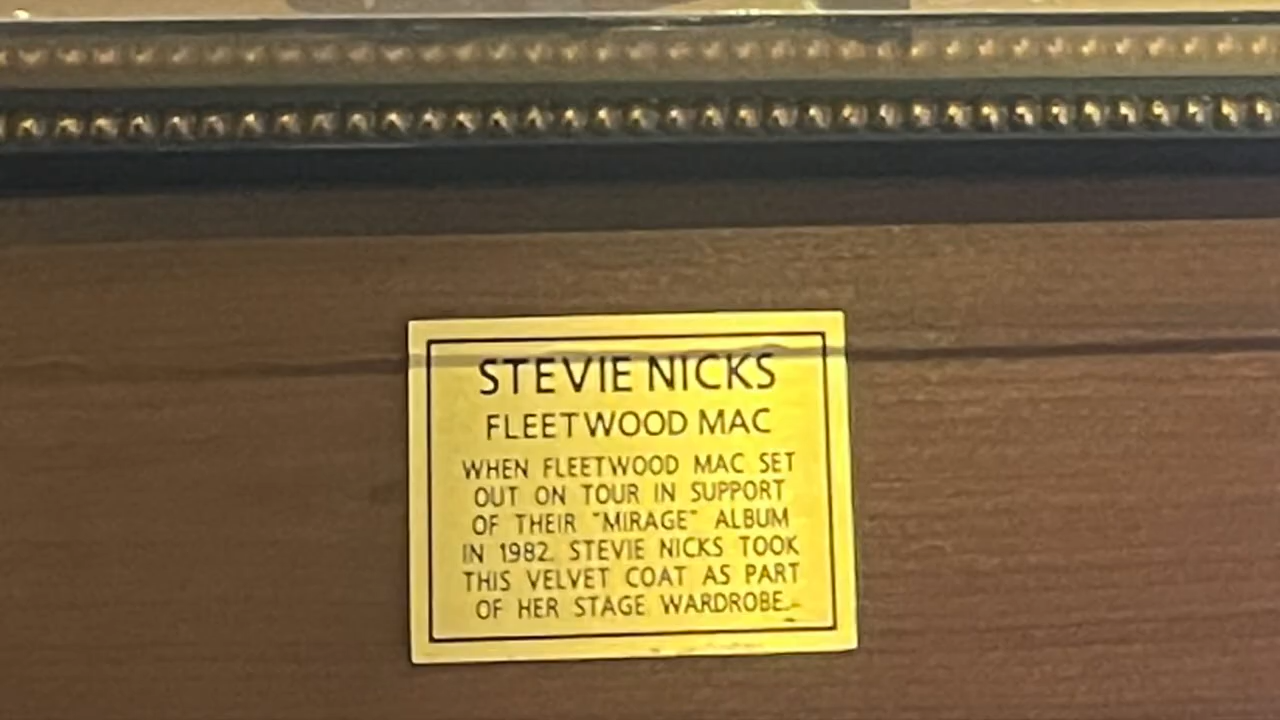 STEVIE NICKS
FLEETWOOD MAC
WHEN FLEETWOOD MAC SET
OUT ON TOUR IN SUPPORT
OF THEIR "MIRAGE" ALBUM
IN 1982. STEVIE NICKS TOOK
THIS VELVET COAT AS PART
OF HER STAGE WARDROBE.